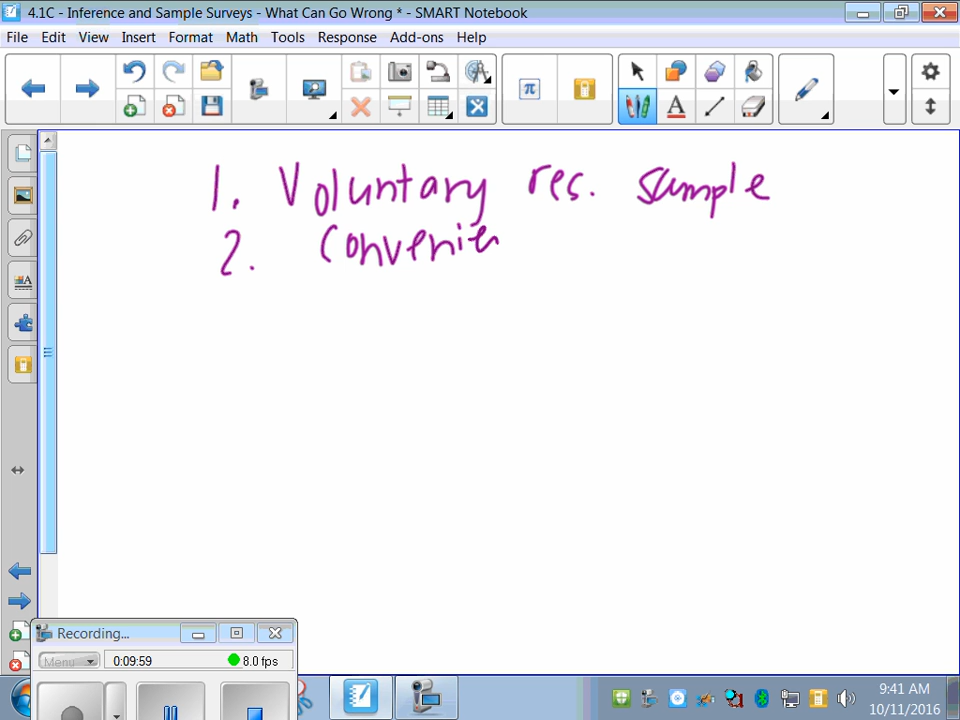 4.1C - Inference and Sample Surveys - What Can Go Wrong * - SMART Notebook
File Edit View Insert Format Math Tools Response Add-ons Help
π
A
1. Voluntary res. sample
2. Convenien
Recording...
Menu 0:09:59 8.0 fps
9:41 AM
10/11/2016